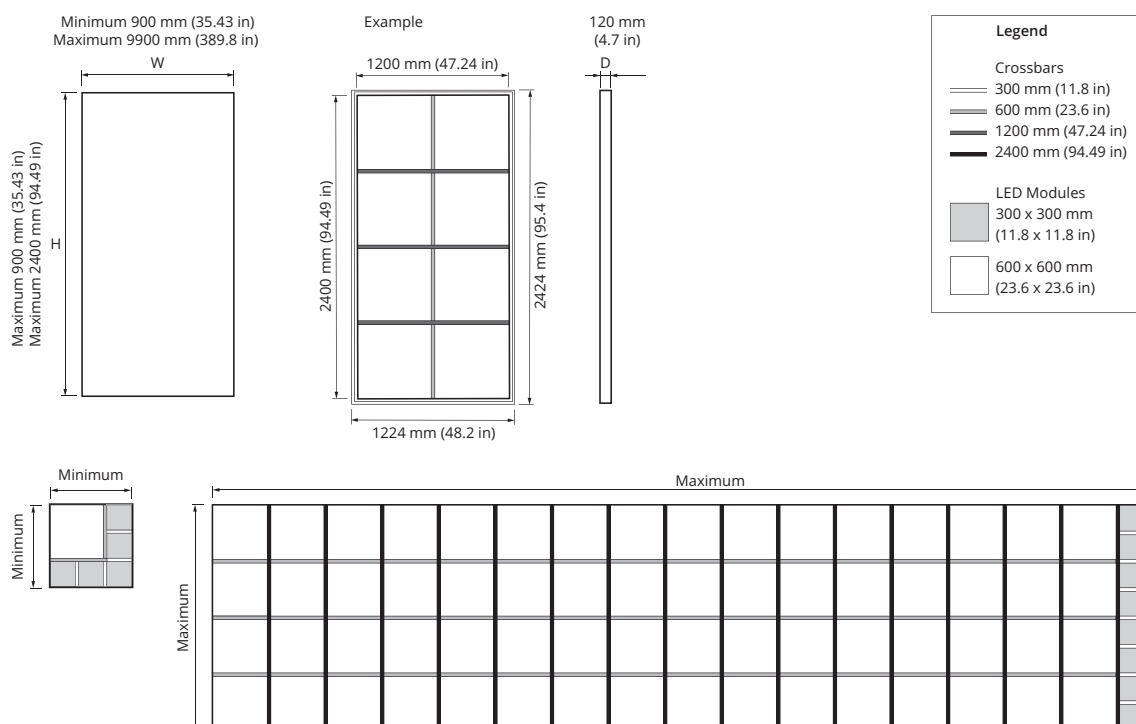 Minimum 900 mm (35.43 in)
Maximum 9900 mm (389.8 in)
W
Maximum 900 mm (35.43 in)
Maximum 2400 mm (94.49 in)
H
Example
1200 mm (47.24 in)
2400 mm (94.49 in)
2424 mm (95.4 in)
1224 mm (48.2 in)
120 mm
(4.7 in)
D
Legend
Crossbars
300 mm (11.8 in)
600 mm (23.6 in)
1200 mm (47.24 in)
2400 mm (94.49 in)
LED Modules
300 x 300 mm
(11.8 x 11.8 in)
600 x 600 mm
(23.6 x 23.6 in)
Minimum
Minimum
Maximum
Maximum